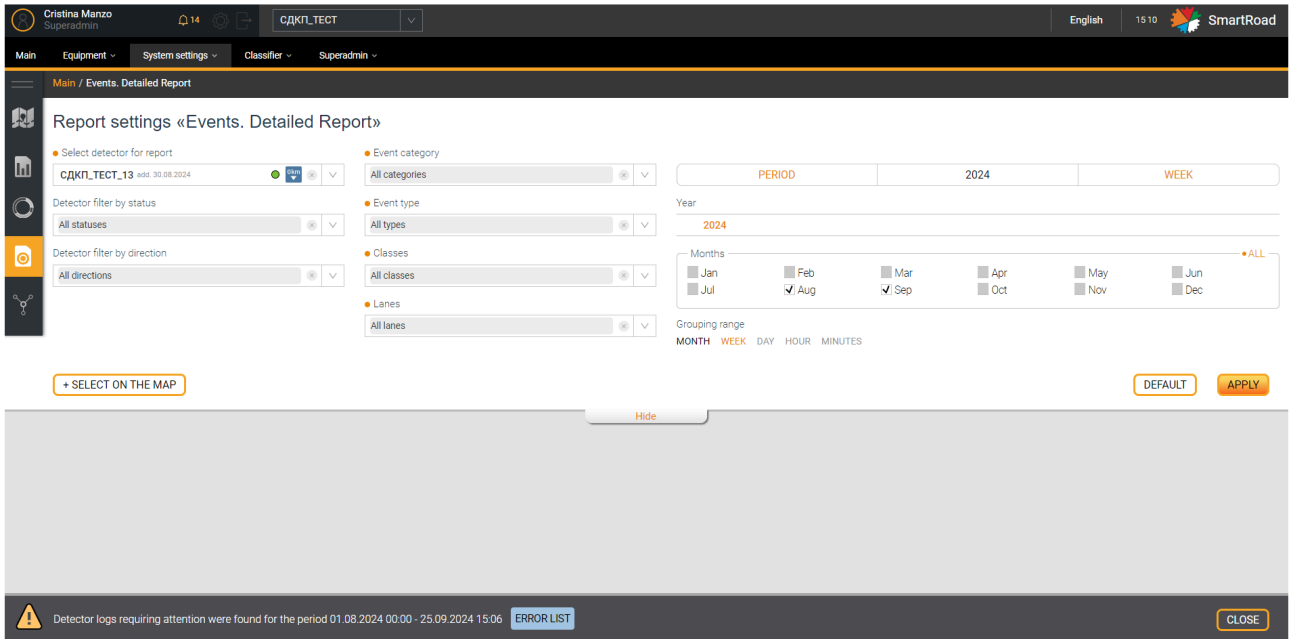 Cristina Manzo
Superadmin
14
СДКП_ТЕСТ
English
15 10
SmartRoad
Main
Equipment
System settings
Classifier
Superadmin
Main / Events. Detailed Report
Report settings «Events. Detailed Report»
Select detector for report
СДКП_ТЕСТ_13 add. 30.08.2024
0km
Detector filter by status
All statuses
Detector filter by direction
All directions
Event category
All categories
Event type
All types
Classes
All classes
Lanes
All lanes
PERIOD 2024 WEEK
Year
2024
Months ALL
Jan Feb Mar Apr May Jun
Jul Aug Sep Oct Nov Dec
Grouping range
MONTH WEEK DAY HOUR MINUTES
+ SELECT ON THE MAP
DEFAULT
APPLY
Hide
Detector logs requiring attention were found for the period 01.08.2024 00:00 - 25.09.2024 15:06
ERROR LIST
CLOSE